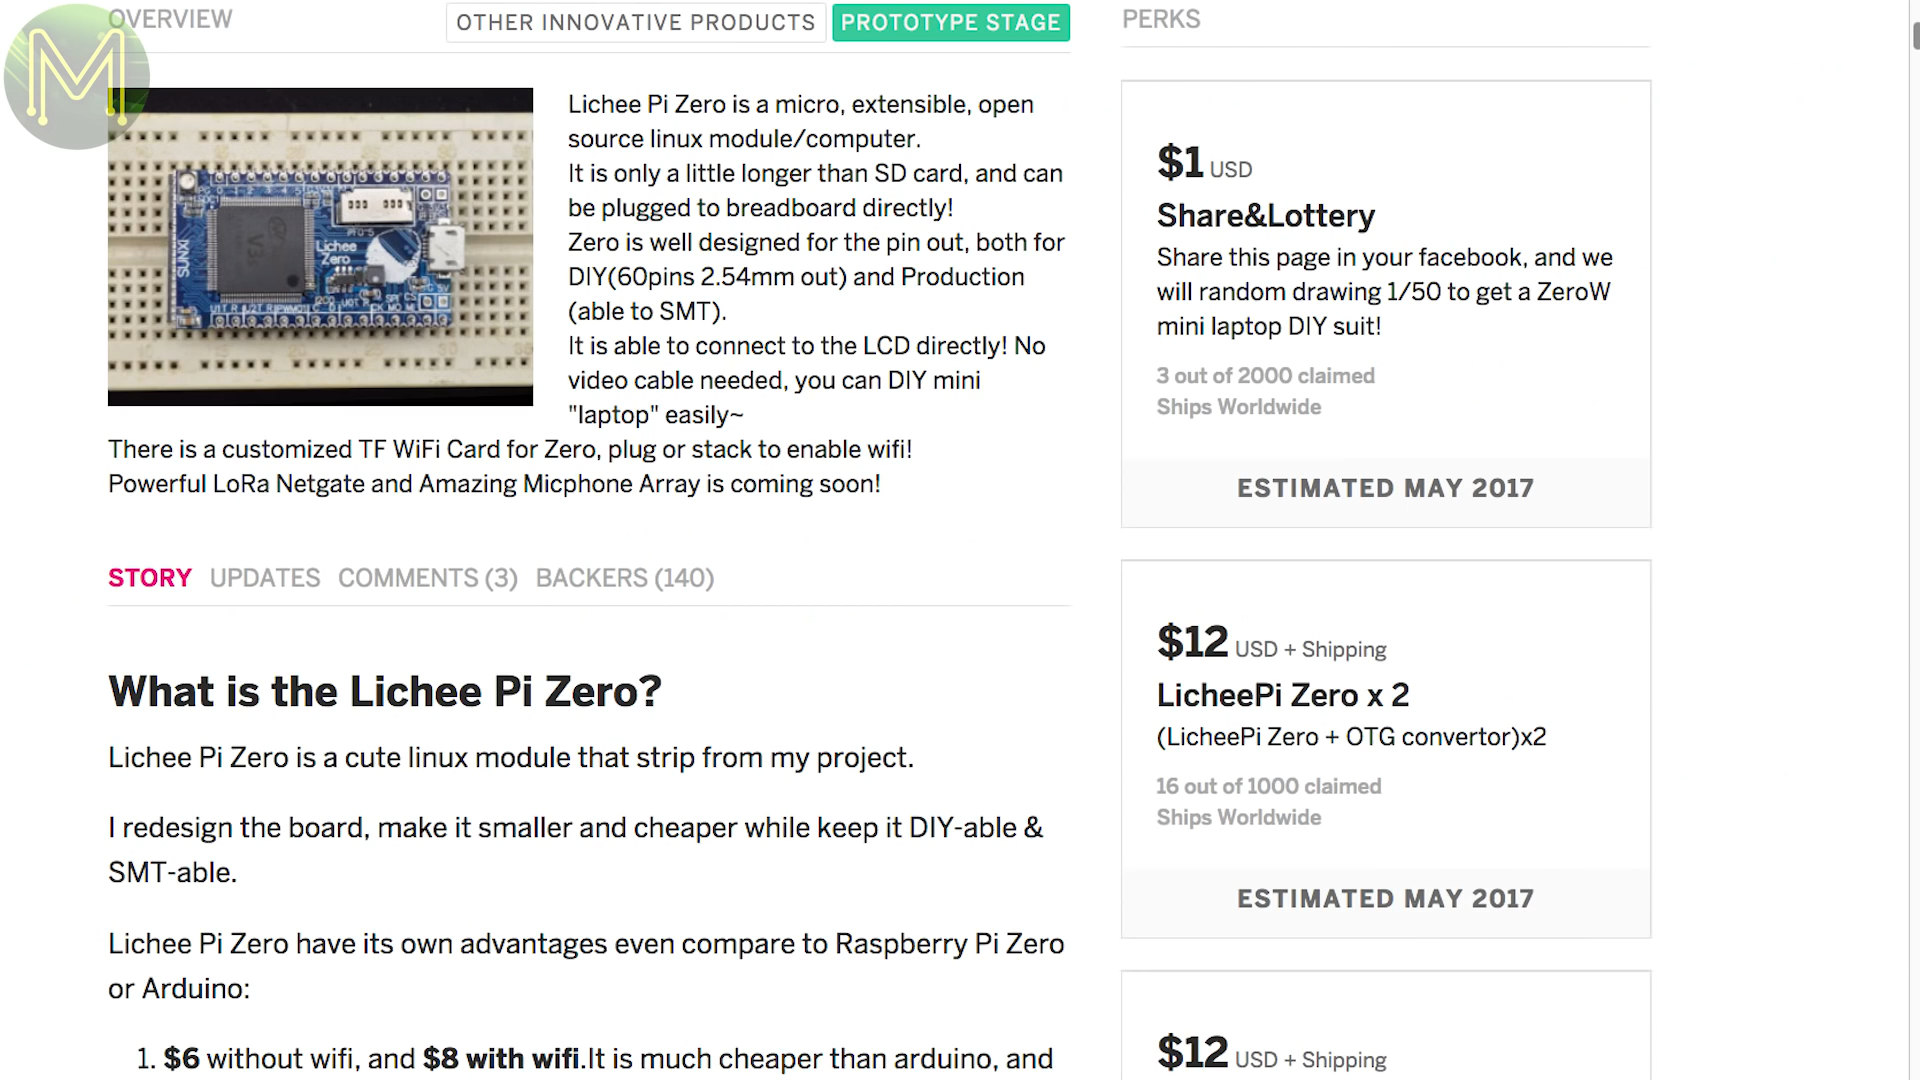 OVERVIEW
OTHER INNOVATIVE PRODUCTS
PROTOTYPE STAGE
PERKS
M
Lichee
Zero
SUNXI
V3s
Lichee Pi Zero is a micro, extensible, open
source linux module/computer.
It is only a little longer than SD card, and can
be plugged to breadboard directly!
Zero is well designed for the pin out, both for
DIY(60pins 2.54mm out) and Production
(able to SMT).
It is able to connect to the LCD directly! No
video cable needed, you can DIY mini
"laptop" easily~
There is a customized TF WiFi Card for Zero, plug or stack to enable wifi!
Powerful LoRa Netgate and Amazing Micphone Array is coming soon!
STORY UPDATES COMMENTS (3) BACKERS (140)
What is the Lichee Pi Zero?
Lichee Pi Zero is a cute linux module that strip from my project.
I redesign the board, make it smaller and cheaper while keep it DIY-able &
SMT-able.
Lichee Pi Zero have its own advantages even compare to Raspberry Pi Zero
or Arduino:
1. $6 without wifi, and $8 with wifi.It is much cheaper than arduino, and
$1 USD
Share&Lottery
Share this page in your facebook, and we
will random drawing 1/50 to get a ZeroW
mini laptop DIY suit!
3 out of 2000 claimed
Ships Worldwide
ESTIMATED MAY 2017
$12 USD + Shipping
LicheePi Zero x 2
(LicheePi Zero + OTG convertor)x2
16 out of 1000 claimed
Ships Worldwide
ESTIMATED MAY 2017
$12 USD + Shipping